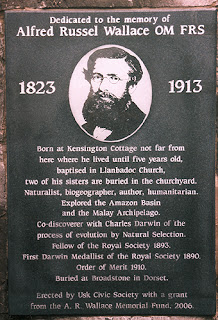 Dedicated to the memory of
Alfred Russel Wallace OM FRS
1823 1913
Born at Kensington Cottage not far from
here where he lived until five years old,
baptised in Llanbadoc Church,
two of his sisters are buried in the churchyard.
Naturalist, biogeographer, author, humanitarian.
Explored the Amazon Basin
and the Malay Archipelago.
Co-discoverer with Charles Darwin of the
process of evolution by Natural Selection.
Fellow of the Royal Society 1893.
First Darwin Medallist of the Royal Society 1890.
Order of Merit 1910.
Buried at Broadstone in Dorset.
Erected by Usk Civic Society with a grant
from the A. R. Wallace Memorial Fund, 2006.